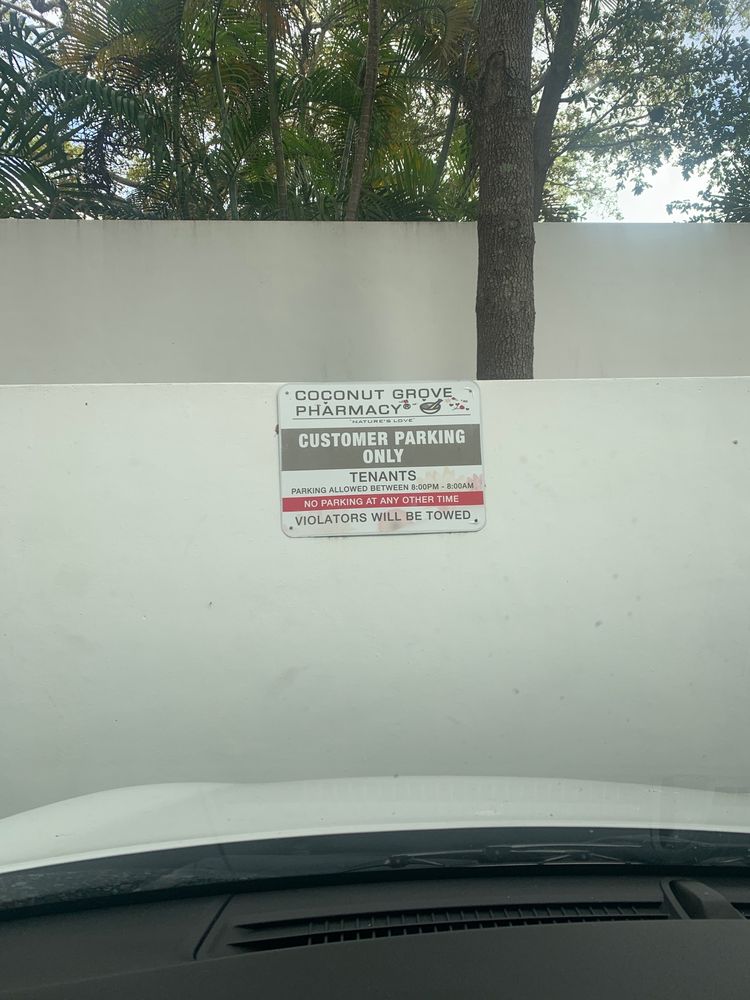 COCONUT GROVE
PHARMACY
"NATURE'S LOVE"
CUSTOMER PARKING
ONLY
TENANTS
PARKING ALLOWED BETWEEN 8:00PM - 8:00AM
NO PARKING AT ANY OTHER TIME
VIOLATORS WILL BE TOWED